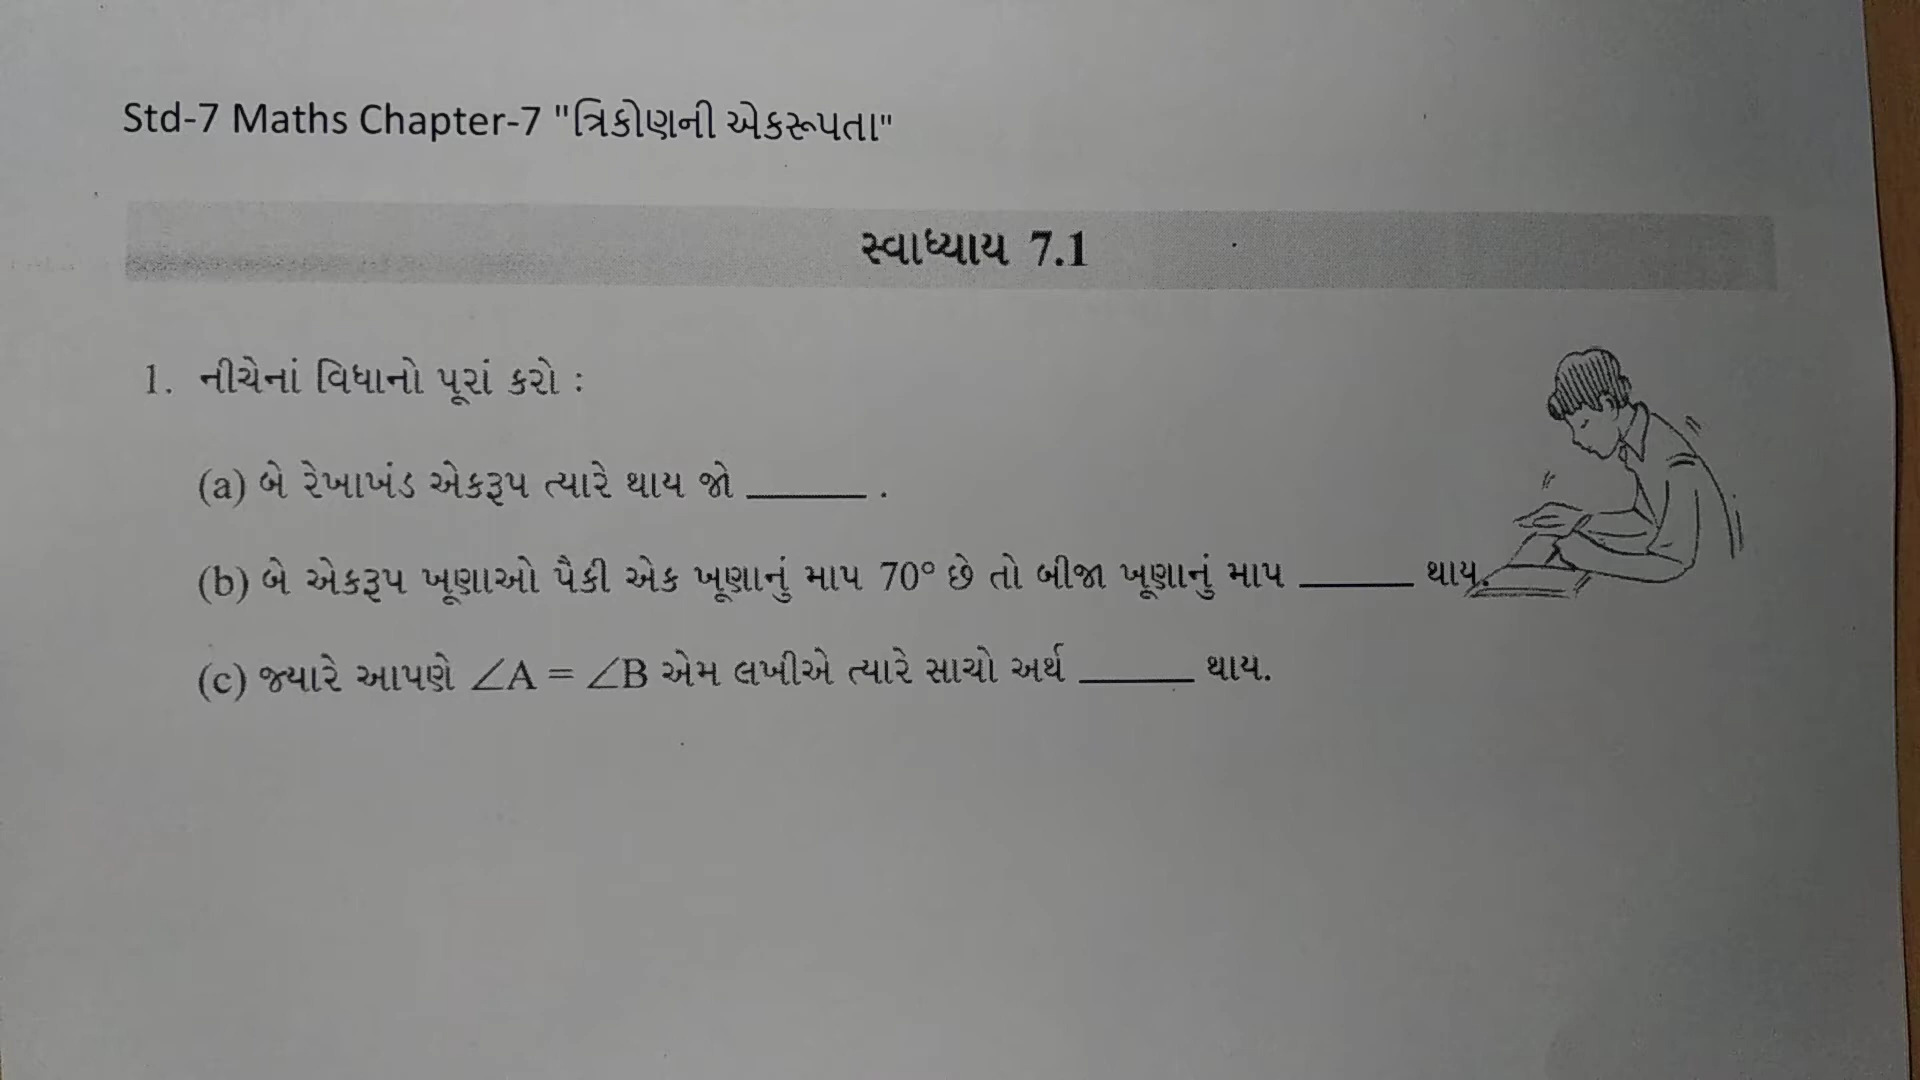 Std-7 Maths Chapter-7 "ત્રિકોણની એકરૂપતા"
સ્વાધ્યાય 7.1
1. નીચેનાં વિધાનો પૂરાં કરો :
(a) બે રેખાખંડ એકરૂપ ત્યારે થાય જો ______ .
(b) બે એકરૂપ ખૂણાઓ પૈકી એક ખૂણાનું માપ 70° છે તો બીજા ખૂણાનું માપ ______ થાય.
(c) જ્યારે આપણે ∠A = ∠B એમ લખીએ ત્યારે સાચો અર્થ ______ થાય.